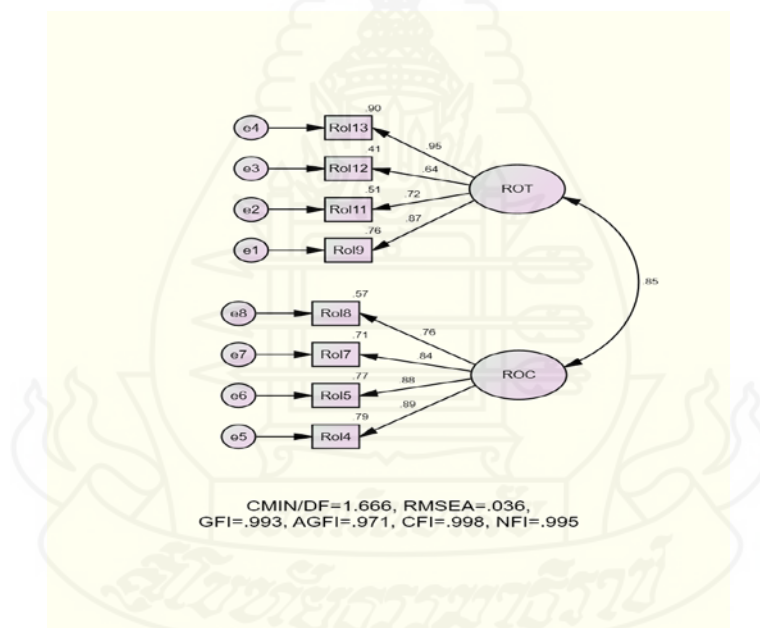 .90
e4 Rol13 .95
.41
e3 Rol12 .64 ROT
.51
e2 Rol11 .72
.76 .87
e1 Rol9
.85
.57
e8 Rol8 .76
.71
e7 Rol7 .84
.77 ROC
e6 Rol5 .88
.79 .89
e5 Rol4
CMIN/DF=1.666, RMSEA=.036,
GFI=.993, AGFI=.971, CFI=.998, NFI=.995